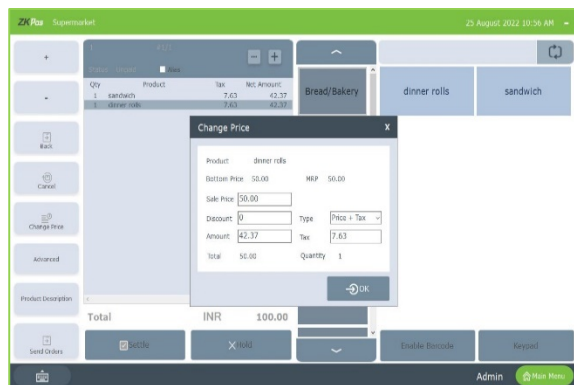 ZKPos Supermarket
25 August 2022 10:56 AM
+
-
Back
Cancel
Change Price
Advanced
Product Description
Send Orders
1 4321
Qty Product Tax Net Amount
1 sandwich 7.63 42.37
1 dinner rolls 7.63 42.37
Bread/Bakery
dinner rolls
sandwich
Change Price X
Product dinner rolls
Bottom Price 50.00 MRP 50.00
Sale Price 50.00
Discount 0 Type Price + Tax
Amount 42.37 Tax 7.63
Total 50.00 Quantity 1
OK
Total INR 100.00
Settle
Hold
Enable Barcode
Keypad
Admin
Main Menu